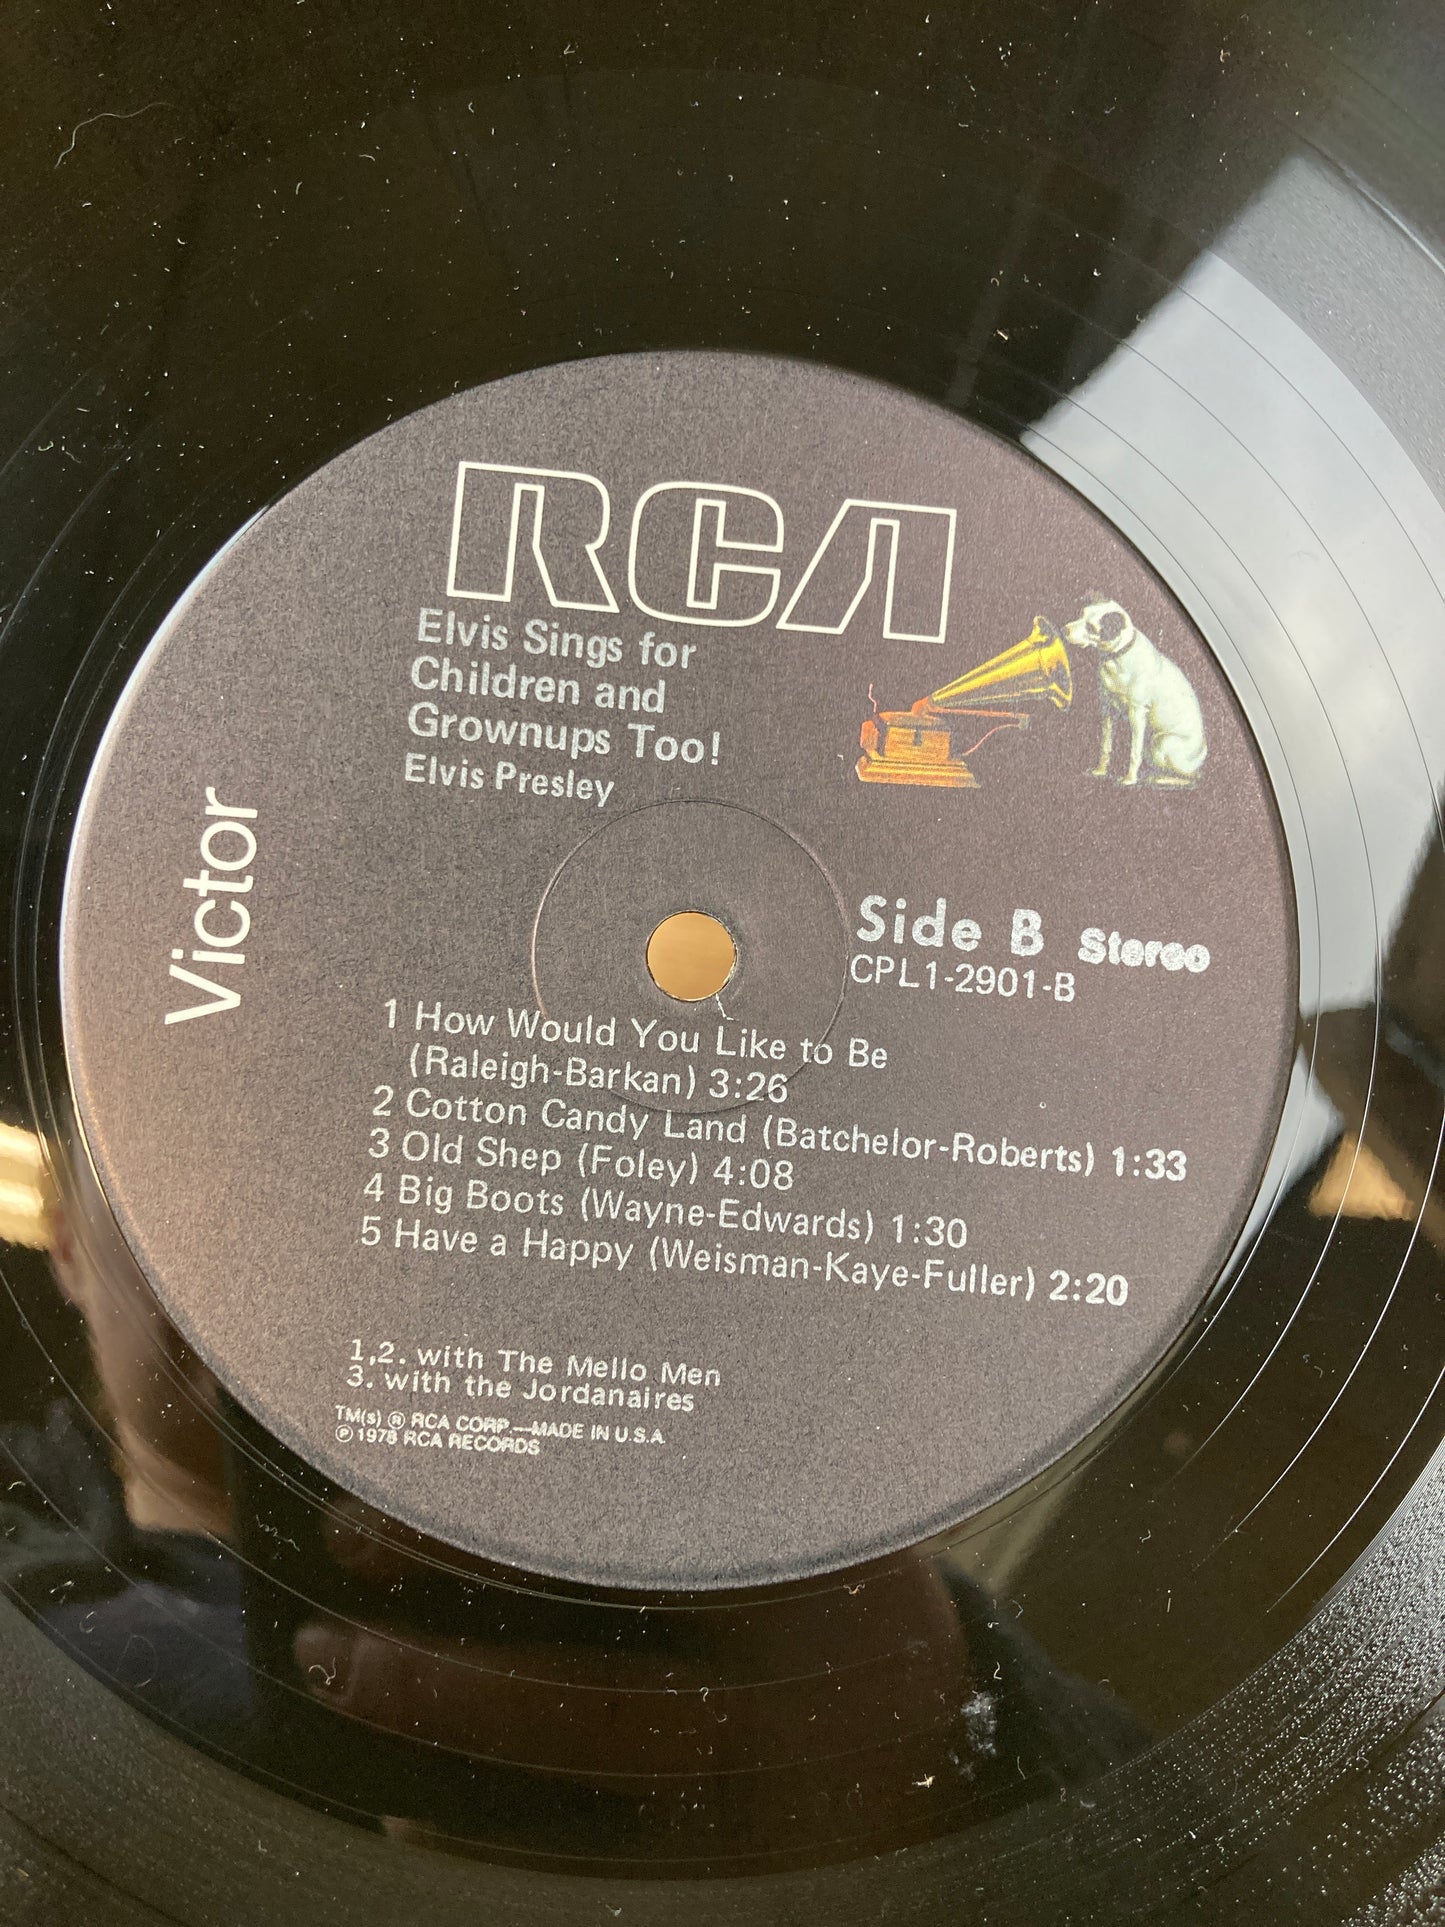 RCA
Elvis Sings for
Children and
Grownups Too!
Elvis Presley
Victor
Side B Stereo
CPL1-2901-B
1 How Would You Like to Be
(Raleigh-Barkan) 3:26
2 Cotton Candy Land (Batchelor-Roberts) 1:33
3 Old Shep (Foley) 4:08
4 Big Boots (Wayne-Edwards) 1:30
5 Have a Happy (Weisman-Kaye-Fuller) 2:20
1,2. with The Mello Men
3. with the Jordanaires
TM(s) ® RCA CORP.—MADE IN U.S.A.
℗ 1978 RCA RECORDS